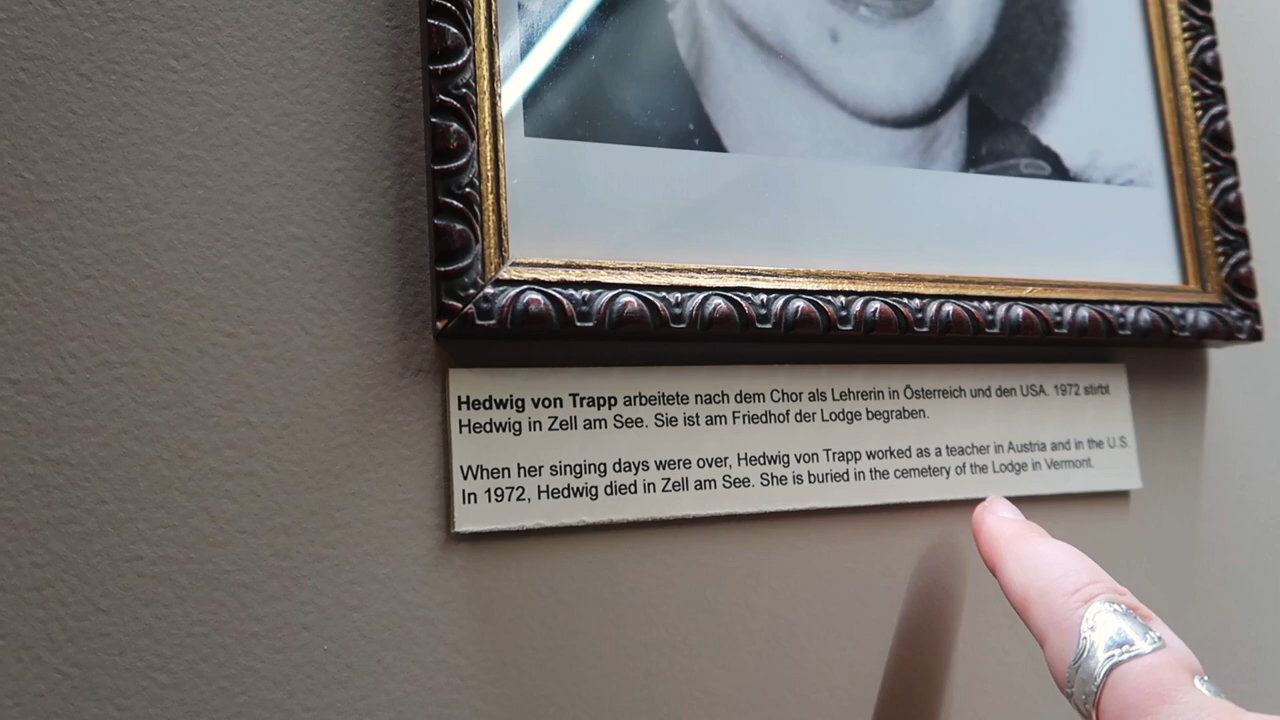 Hedwig von Trapp arbeitete nach dem Chor als Lehrerin in Österreich und den USA. 1972 stirbt
Hedwig in Zell am See. Sie ist am Friedhof der Lodge begraben.
When her singing days were over, Hedwig von Trapp worked as a teacher in Austria and in the U.S.
In 1972, Hedwig died in Zell am See. She is buried in the cemetery of the Lodge in Vermont.